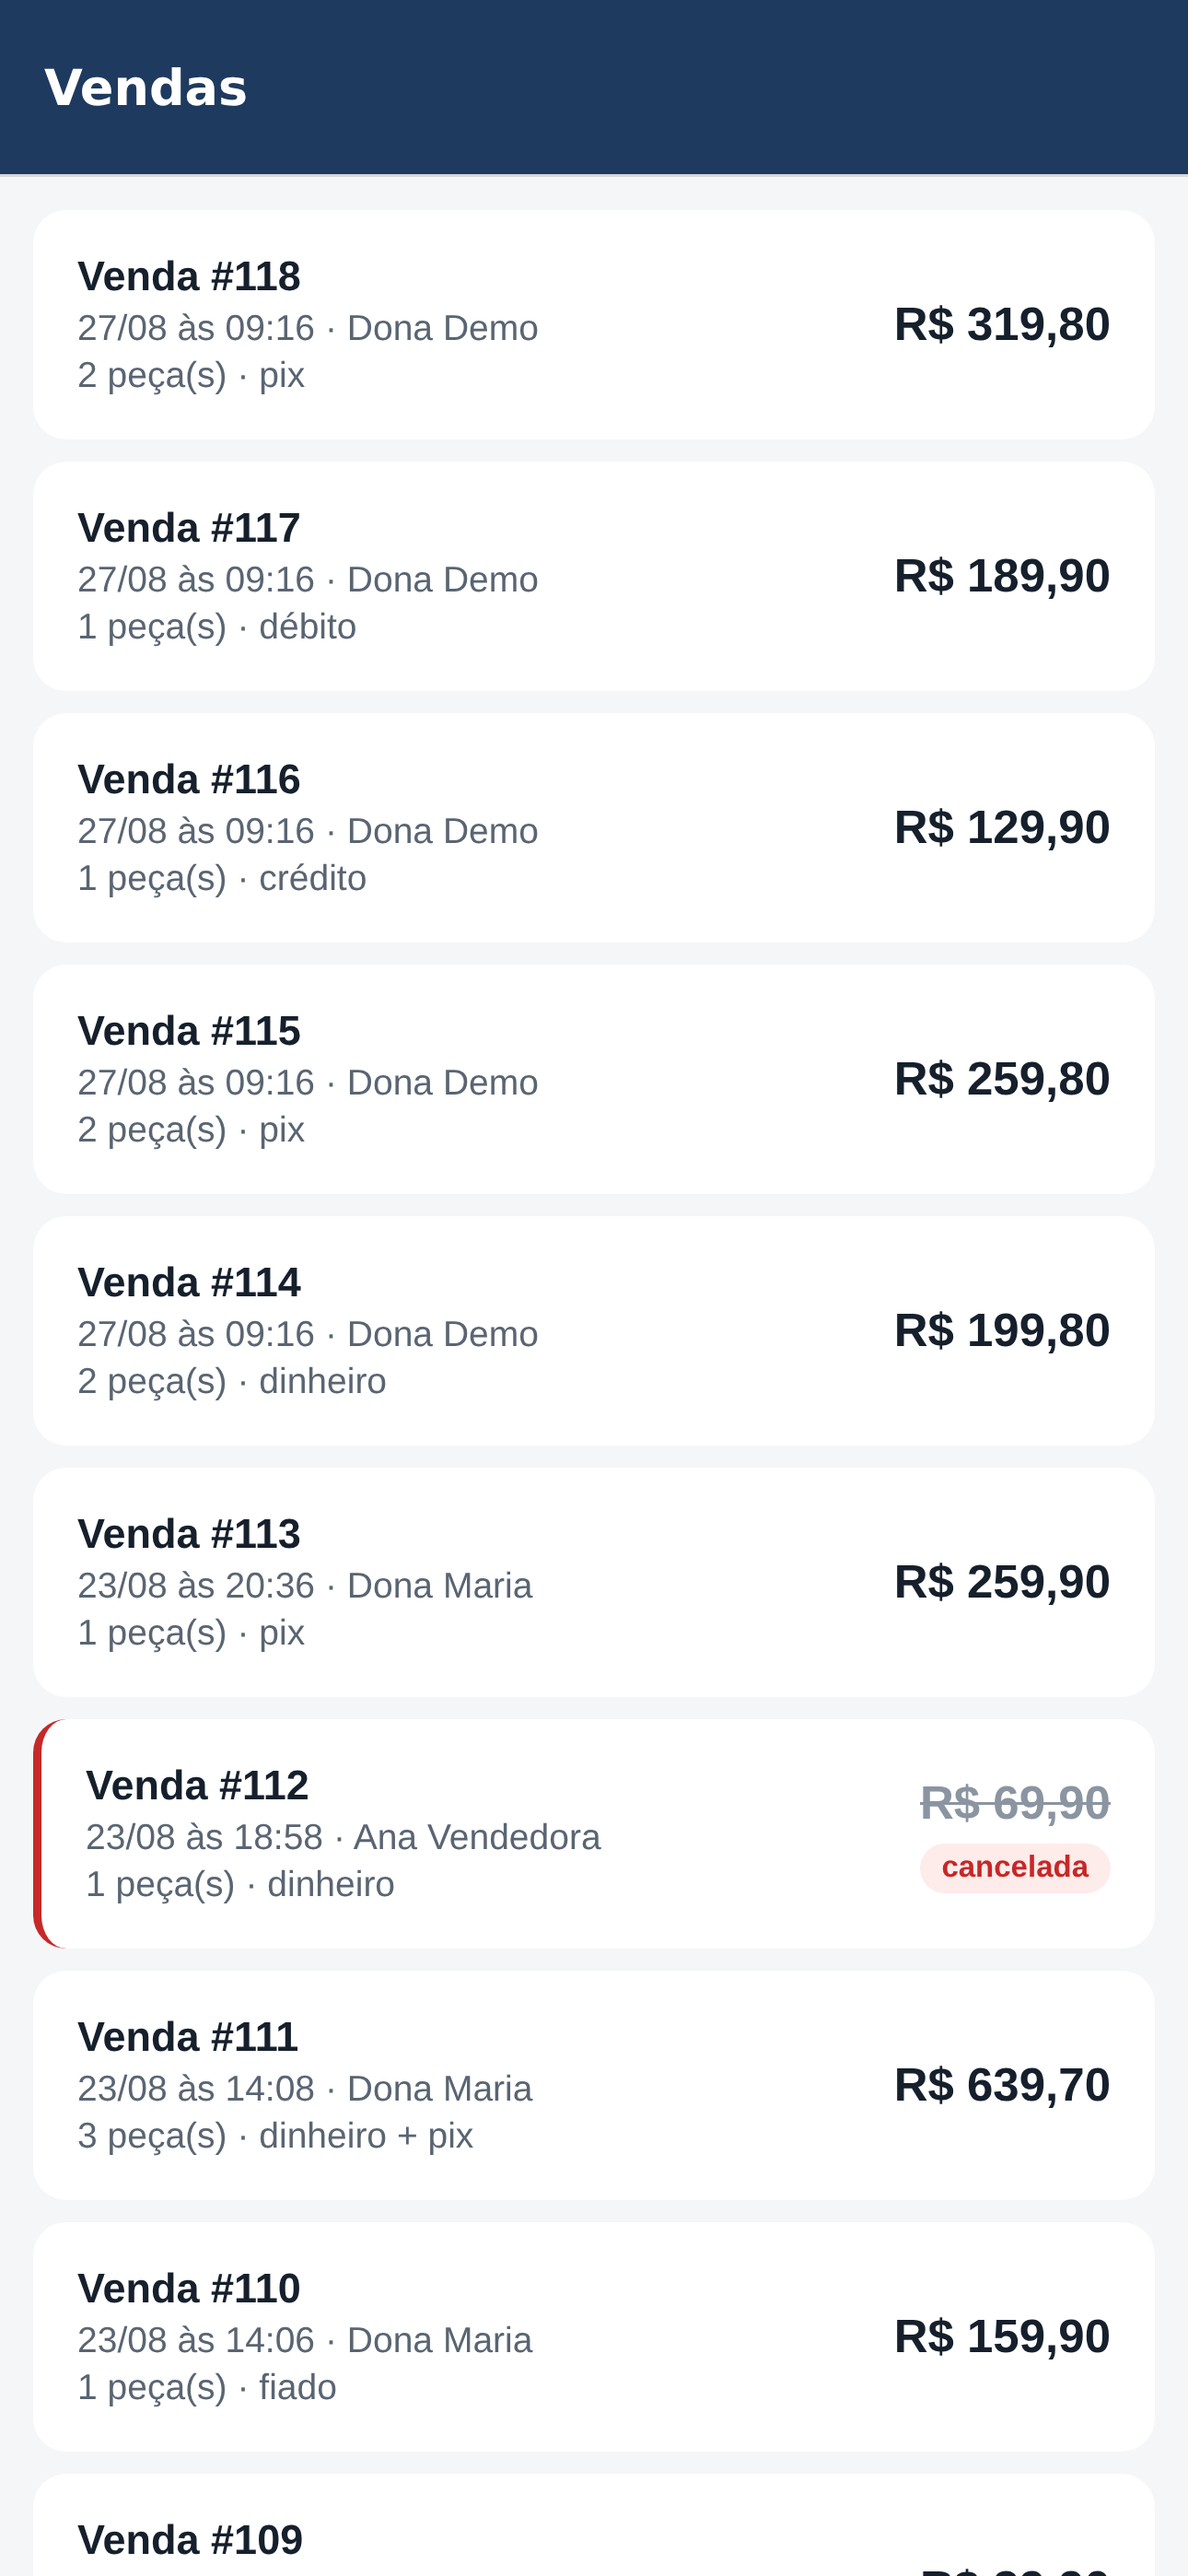 Vendas
Venda #118
27/08 às 09:16 · Dona Demo
2 peça(s) · pix
R$ 319,80
Venda #117
27/08 às 09:16 · Dona Demo
1 peça(s) · débito
R$ 189,90
Venda #116
27/08 às 09:16 · Dona Demo
1 peça(s) · crédito
R$ 129,90
Venda #115
27/08 às 09:16 · Dona Demo
2 peça(s) · pix
R$ 259,80
Venda #114
27/08 às 09:16 · Dona Demo
2 peça(s) · dinheiro
R$ 199,80
Venda #113
23/08 às 20:36 · Dona Maria
1 peça(s) · pix
R$ 259,90
Venda #112
23/08 às 18:58 · Ana Vendedora
1 peça(s) · dinheiro
R$ 69,90
cancelada
Venda #111
23/08 às 14:08 · Dona Maria
3 peça(s) · dinheiro + pix
R$ 639,70
Venda #110
23/08 às 14:06 · Dona Maria
1 peça(s) · fiado
R$ 159,90
Venda #109